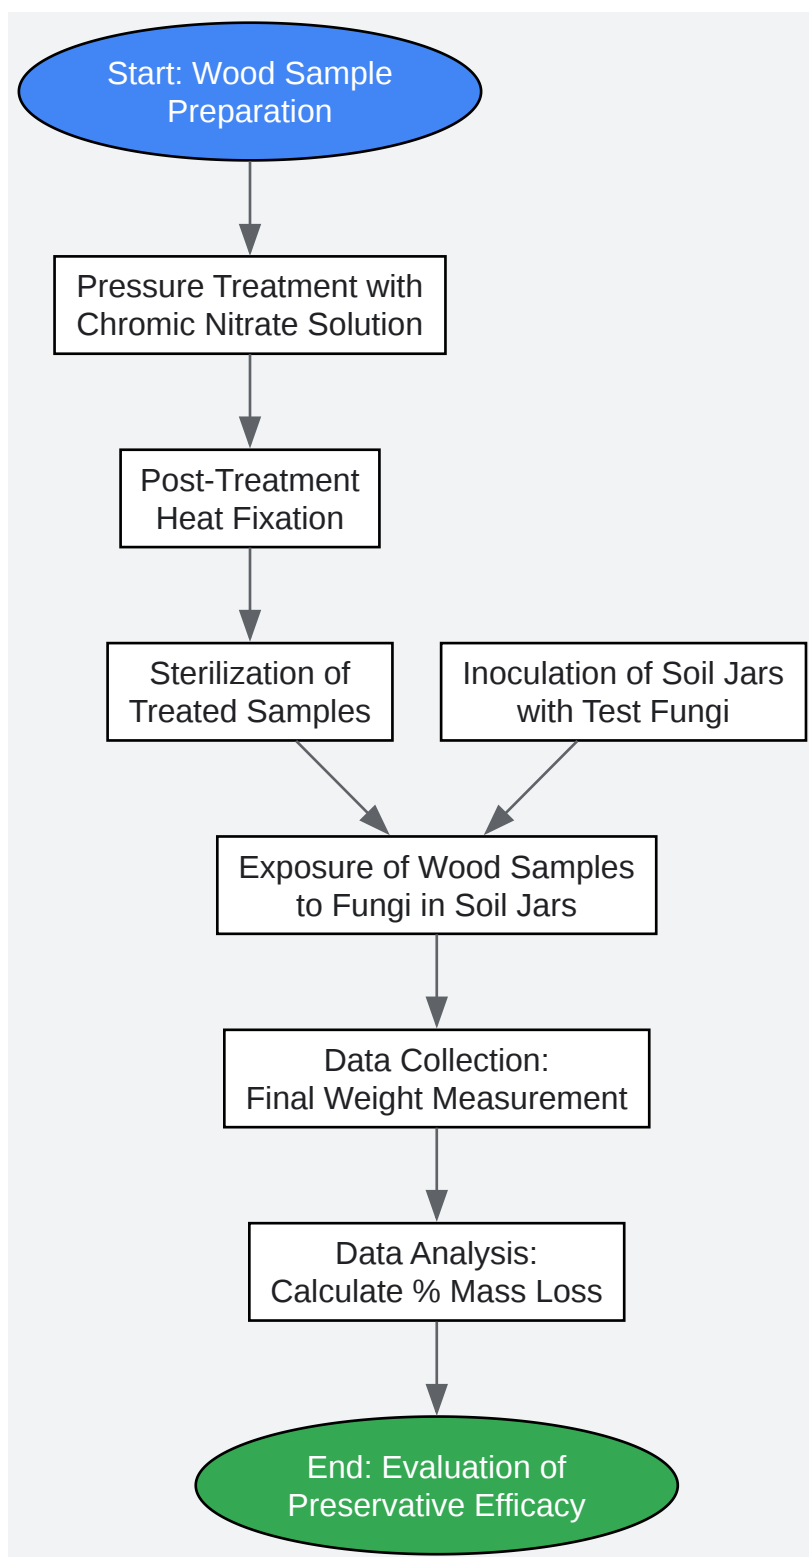 Start: Wood Sample
Preparation
Pressure Treatment with
Chromic Nitrate Solution
Post-Treatment
Heat Fixation
Sterilization of
Treated Samples
Inoculation of Soil Jars
with Test Fungi
Exposure of Wood Samples
to Fungi in Soil Jars
Data Collection:
Final Weight Measurement
Data Analysis:
Calculate % Mass Loss
End: Evaluation of
Preservative Efficacy